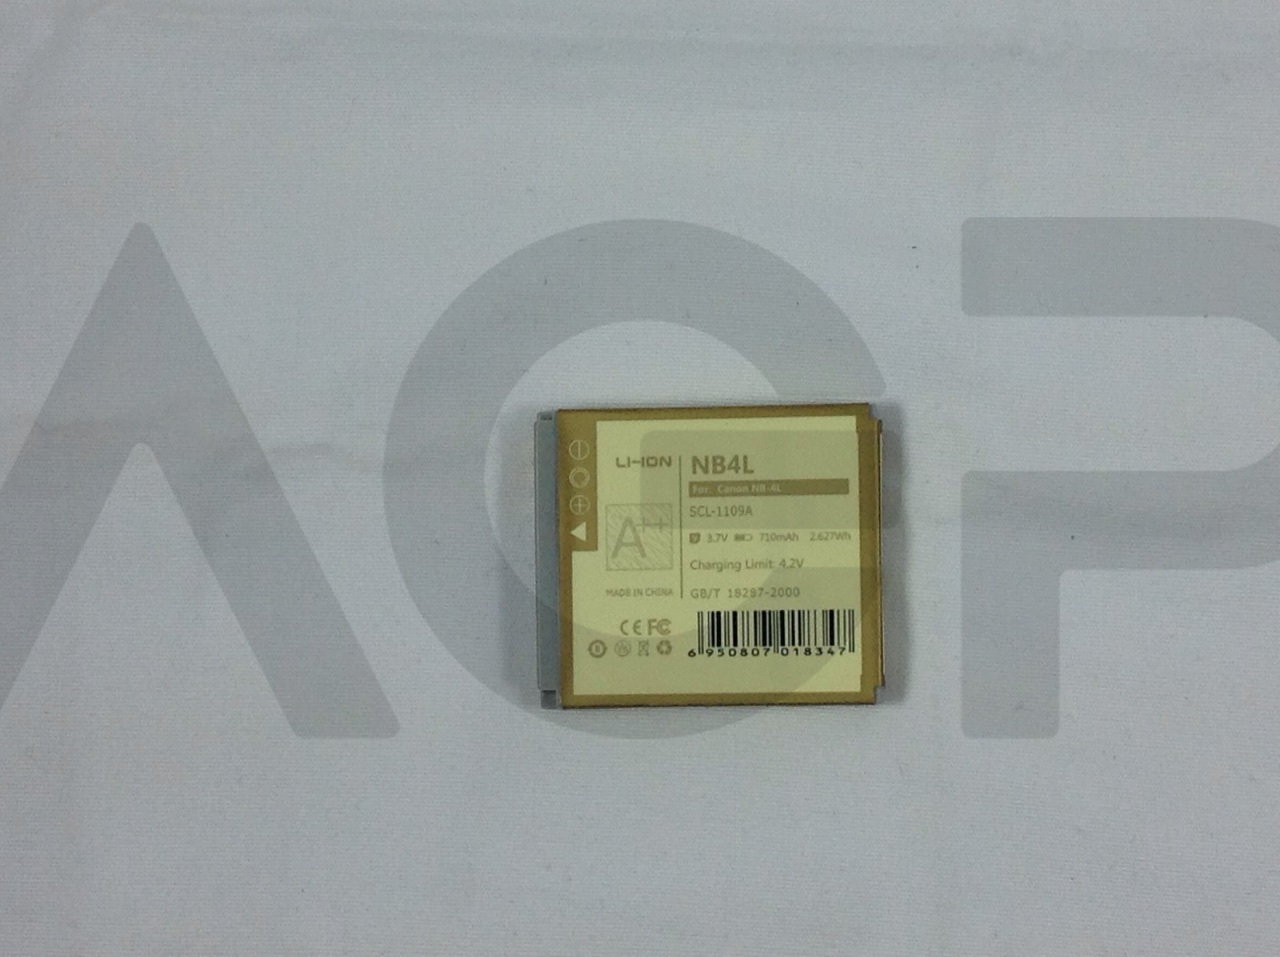 LI-ION
NB4L
For: Canon NB-4L
SCL-1109A
A++
3.7V 710mAh 2.627Wh
Charging Limit: 4.2V
MADE IN CHINA
GB/T 18287-2000
CE FC
6 950807 018347